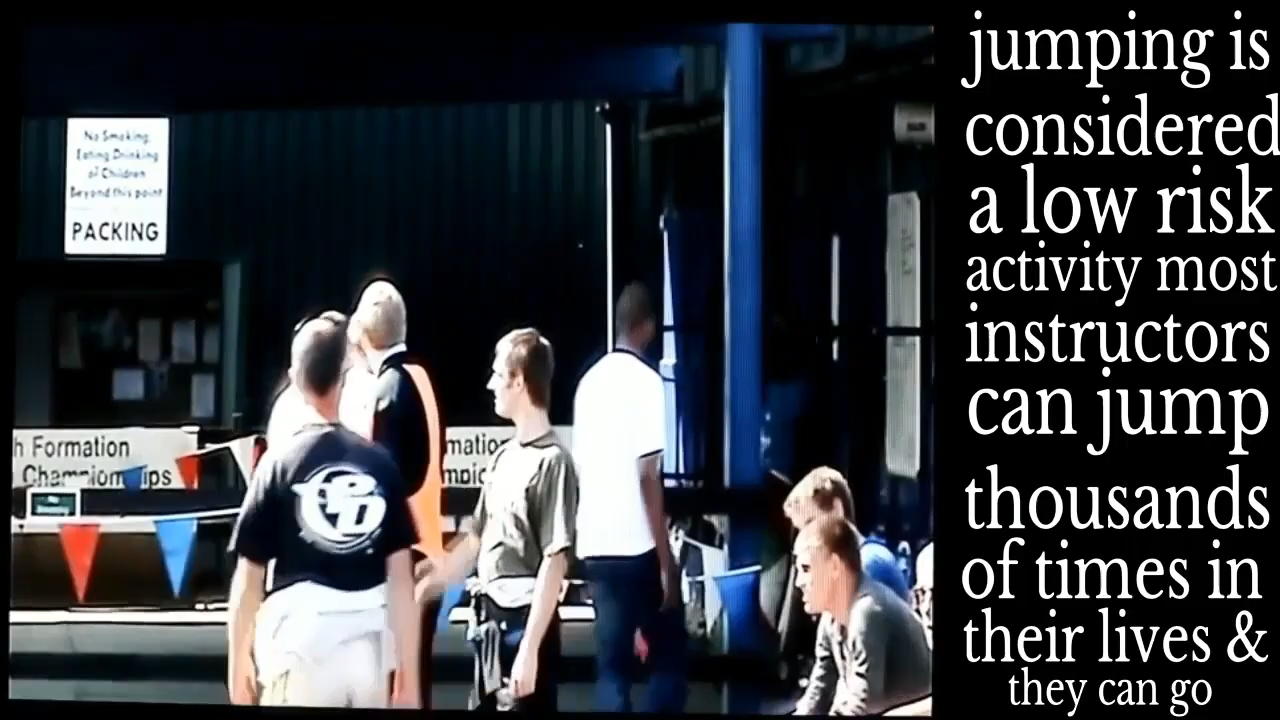 No Smoking
Eating Drinking
or Children
Beyond this point
PACKING
h Formation
Championships
jumping is
considered
a low risk
activity most
instructors
can jump
thousands
of times in
their lives &
they can go